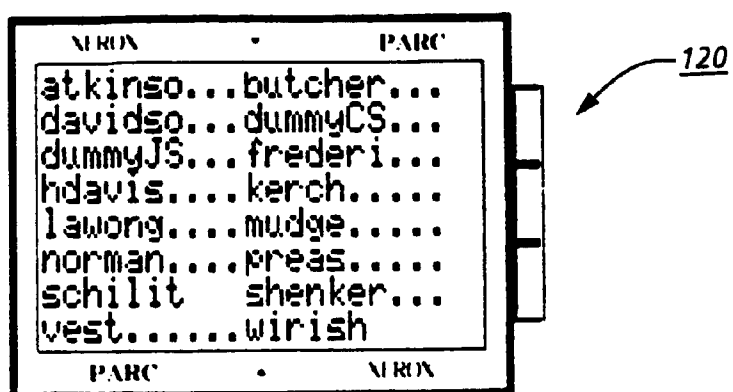 XEROX PARC
120
atkinso...butcher...
davidso...dummyCS...
dummyJS...frederi...
hdavis....kerch.....
lawong....mudge.....
norman....preas.....
schilit shenker...
vest......wirish
PARC XEROX